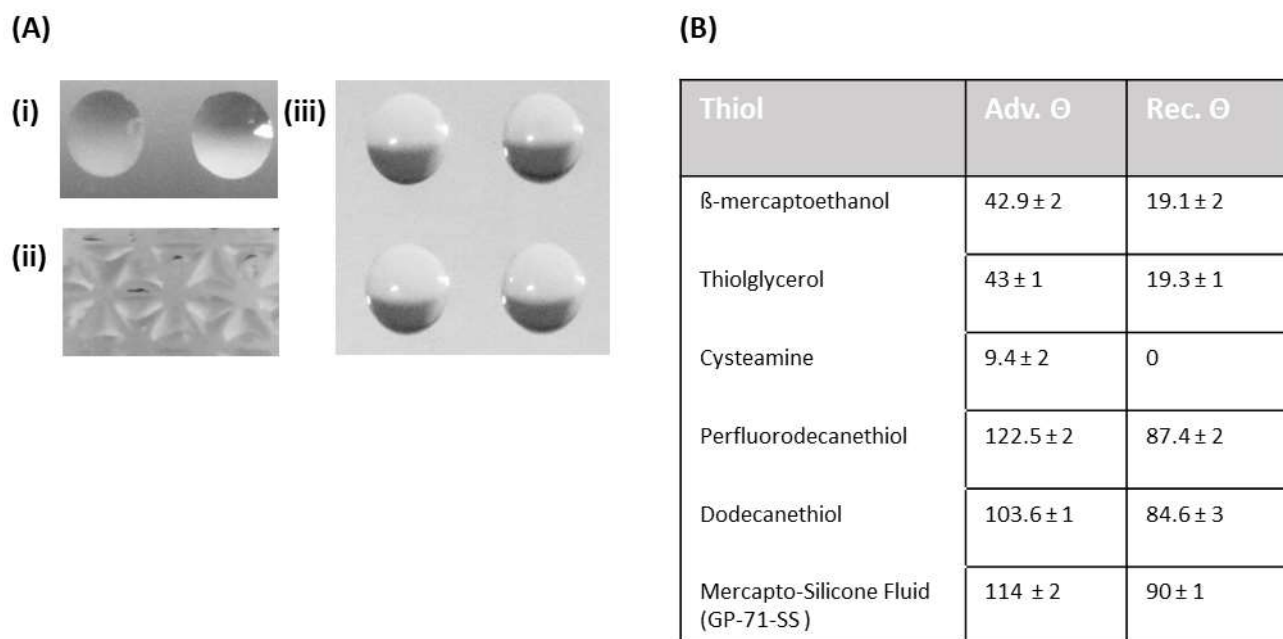 (A)
(i)
(ii)
(iii)
(B)
Thiol Adv. Θ Rec. Θ
ß-mercaptoethanol 42.9 ± 2 19.1 ± 2
Thiolglycerol 43 ± 1 19.3 ± 1
Cysteamine 9.4 ± 2 0
Perfluorodecanethiol 122.5 ± 2 87.4 ± 2
Dodecanethiol 103.6 ± 1 84.6 ± 3
Mercapto-Silicone Fluid 114 ± 2 90 ± 1
(GP-71-SS )